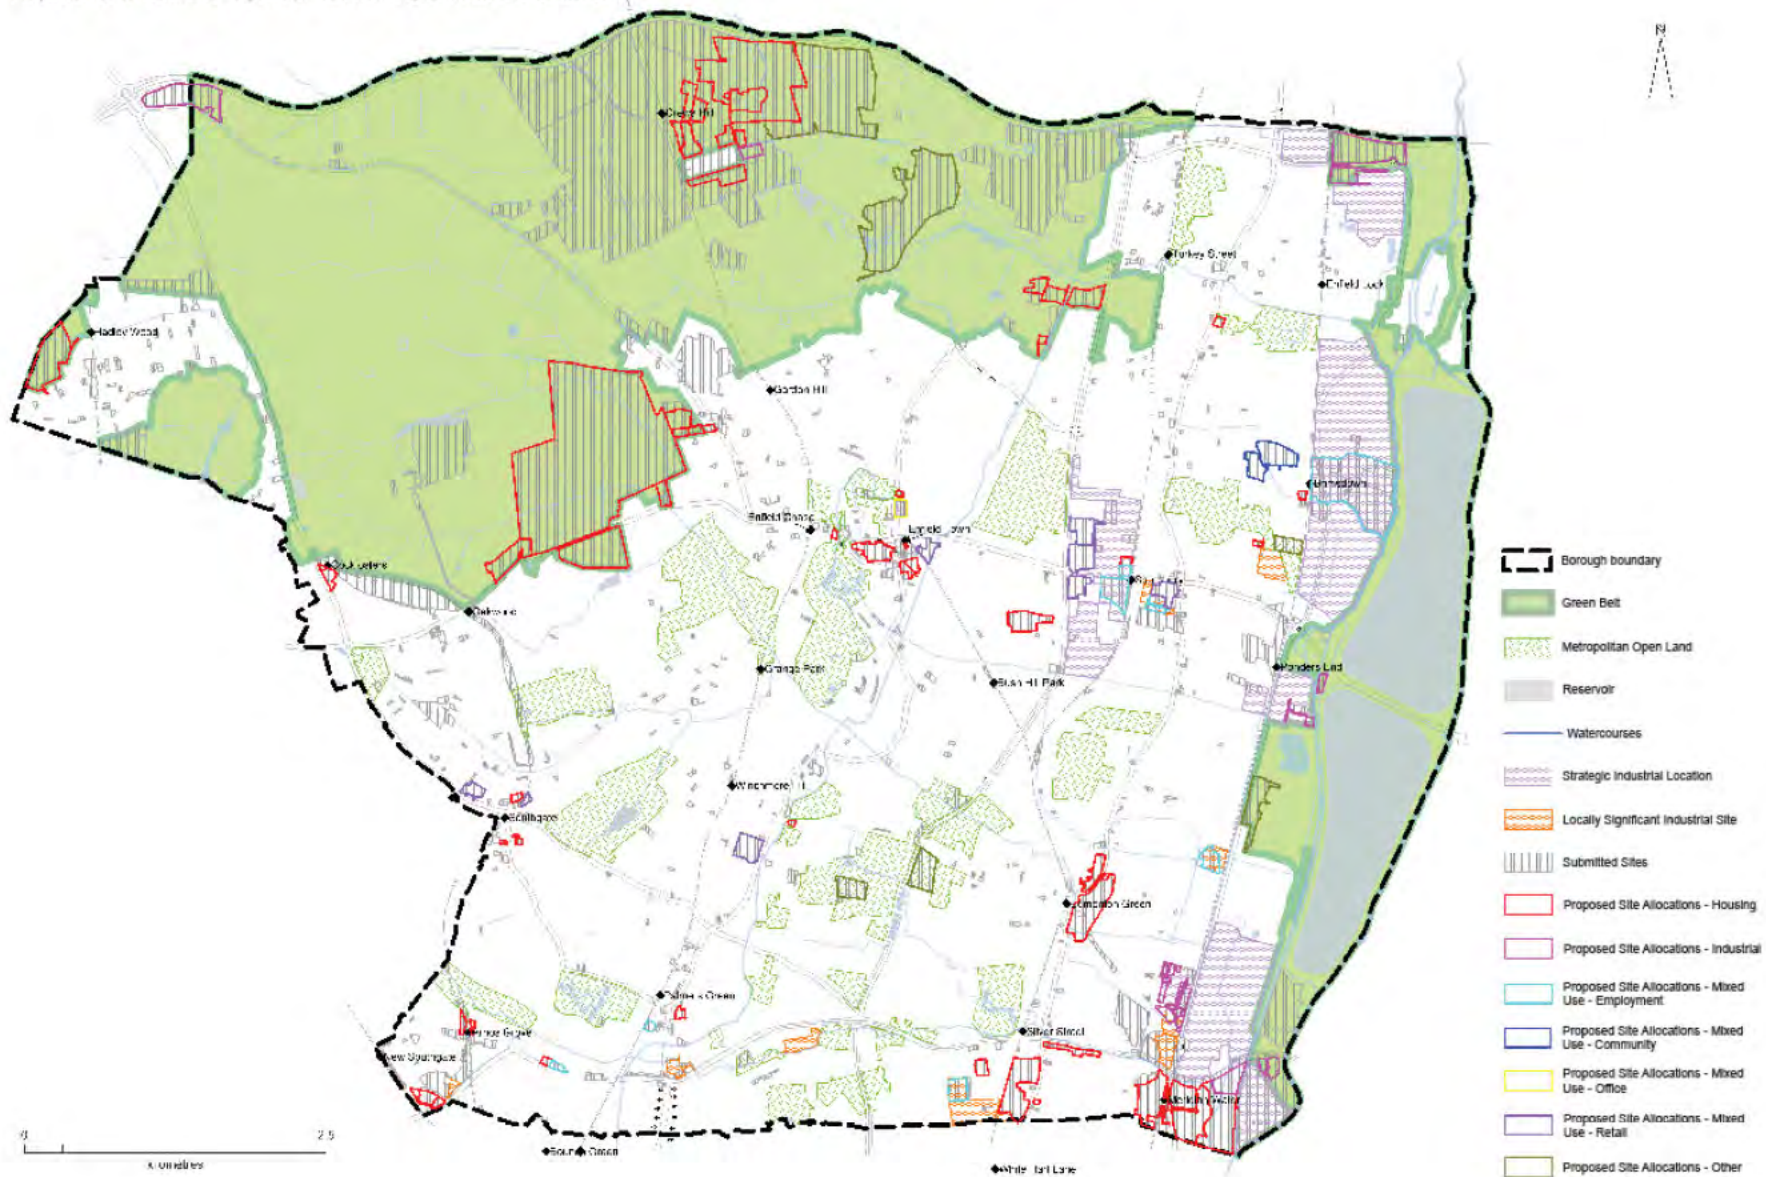 N
Crews Hill
Turkey Street
Enfield Lock
Hadley Wood
Gordon Hill
Brimsdown
Enfield Chase
Enfield Town
Cockfosters
Oakwood
Grange Park
Ponders End
Bush Hill Park
Winchmore Hill
Southgate
Edmonton Green
Palmers Green
Arnos Grove
Silver Street
New Southgate
Meridian Water
White Hart Lane
0 2.5
kilometres
Borough boundary
Green Belt
Metropolitan Open Land
Reservoir
Watercourses
Strategic Industrial Location
Locally Significant Industrial Site
Submitted Sites
Proposed Site Allocations - Housing
Proposed Site Allocations - Industrial
Proposed Site Allocations - Mixed
Use - Employment
Proposed Site Allocations - Mixed
Use - Community
Proposed Site Allocations - Mixed
Use - Office
Proposed Site Allocations - Mixed
Use - Retail
Proposed Site Allocations - Other